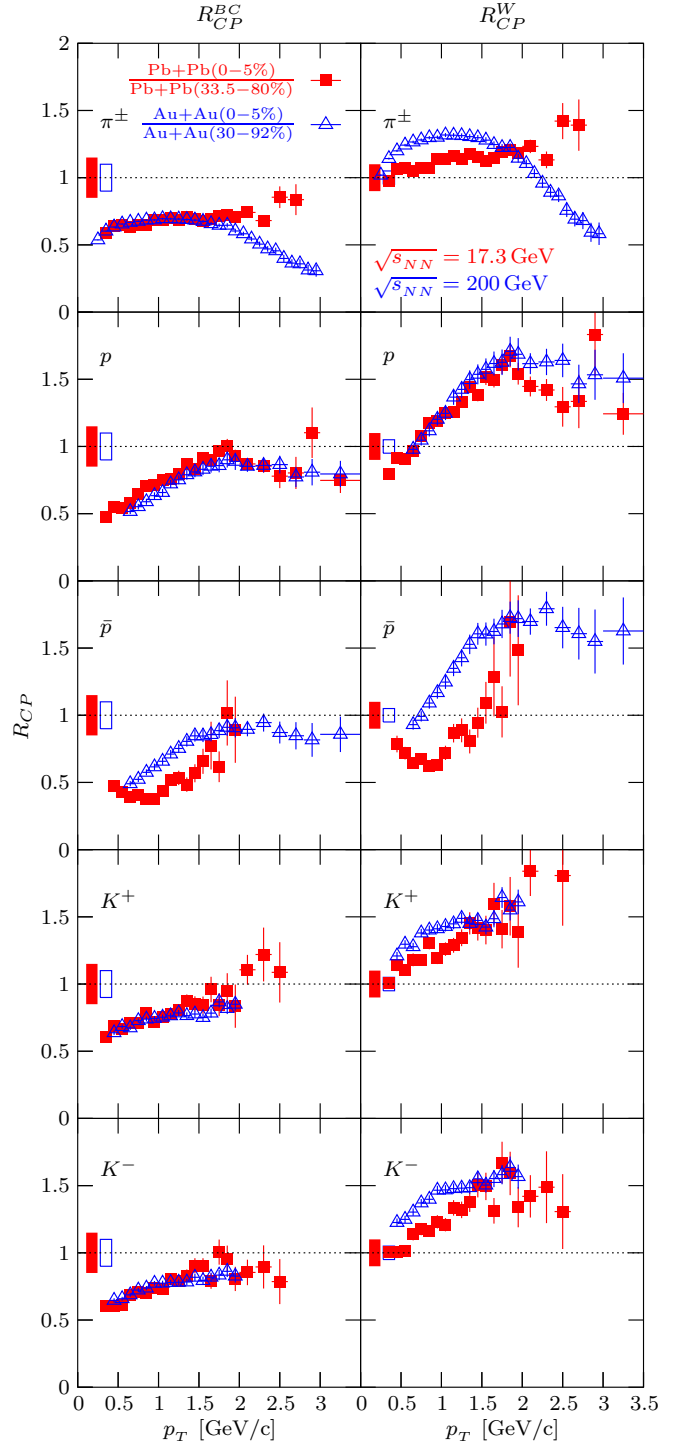 R_{CP}^{BC} R_{CP}^{W}
2
Pb+Pb(0−5%)
Pb+Pb(33.5−80%)
π± Au+Au(0−5%)
Au+Au(30−92%)
π±
1.5
1
0.5
√s_{NN} = 17.3 GeV
√s_{NN} = 200 GeV
0
p p
1.5
1
0.5
0
p̄ p̄
1.5
1
0.5
R_{CP}
0
K⁺ K⁺
1.5
1
0.5
0
K⁻ K⁻
1.5
1
0.5
0
0 0.5 1 1.5 2 2.5 3 0.5 1 1.5 2 2.5 3 3.5
p_T [GeV/c] p_T [GeV/c]